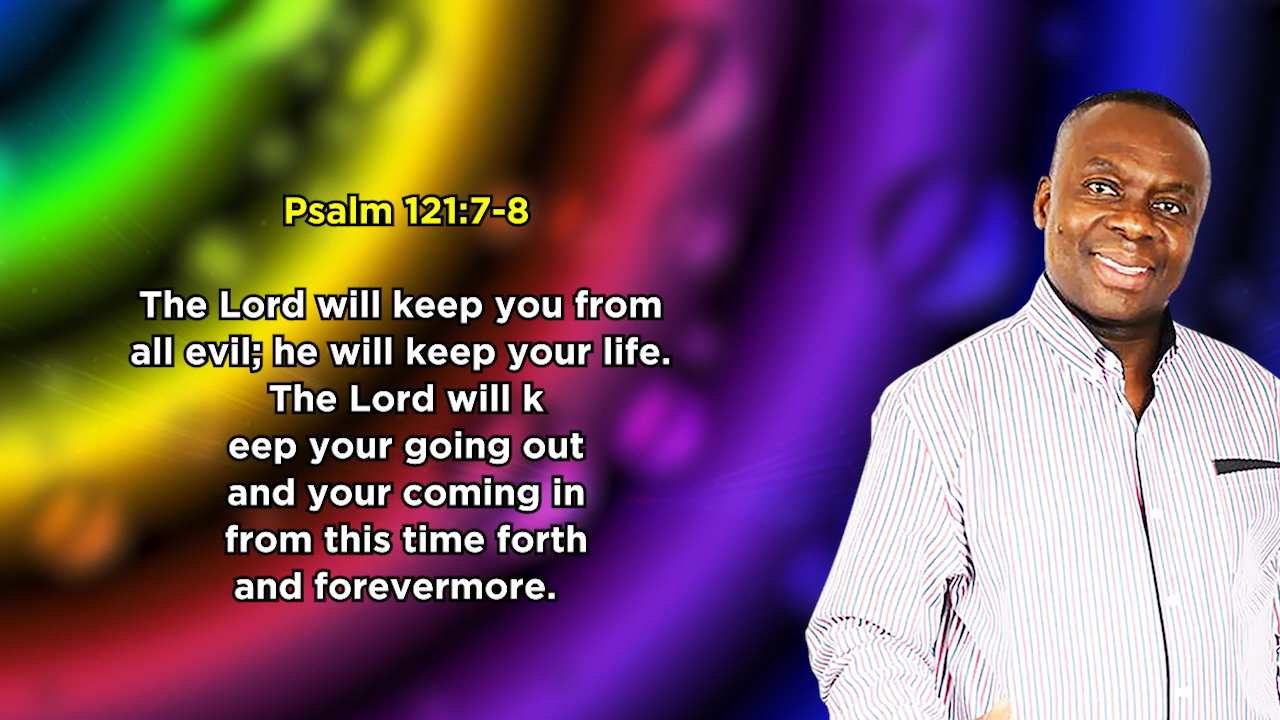 Psalm 121:7-8
The Lord will keep you from
all evil; he will keep your life.
The Lord will k
eep your going out
and your coming in
from this time forth
and forevermore.